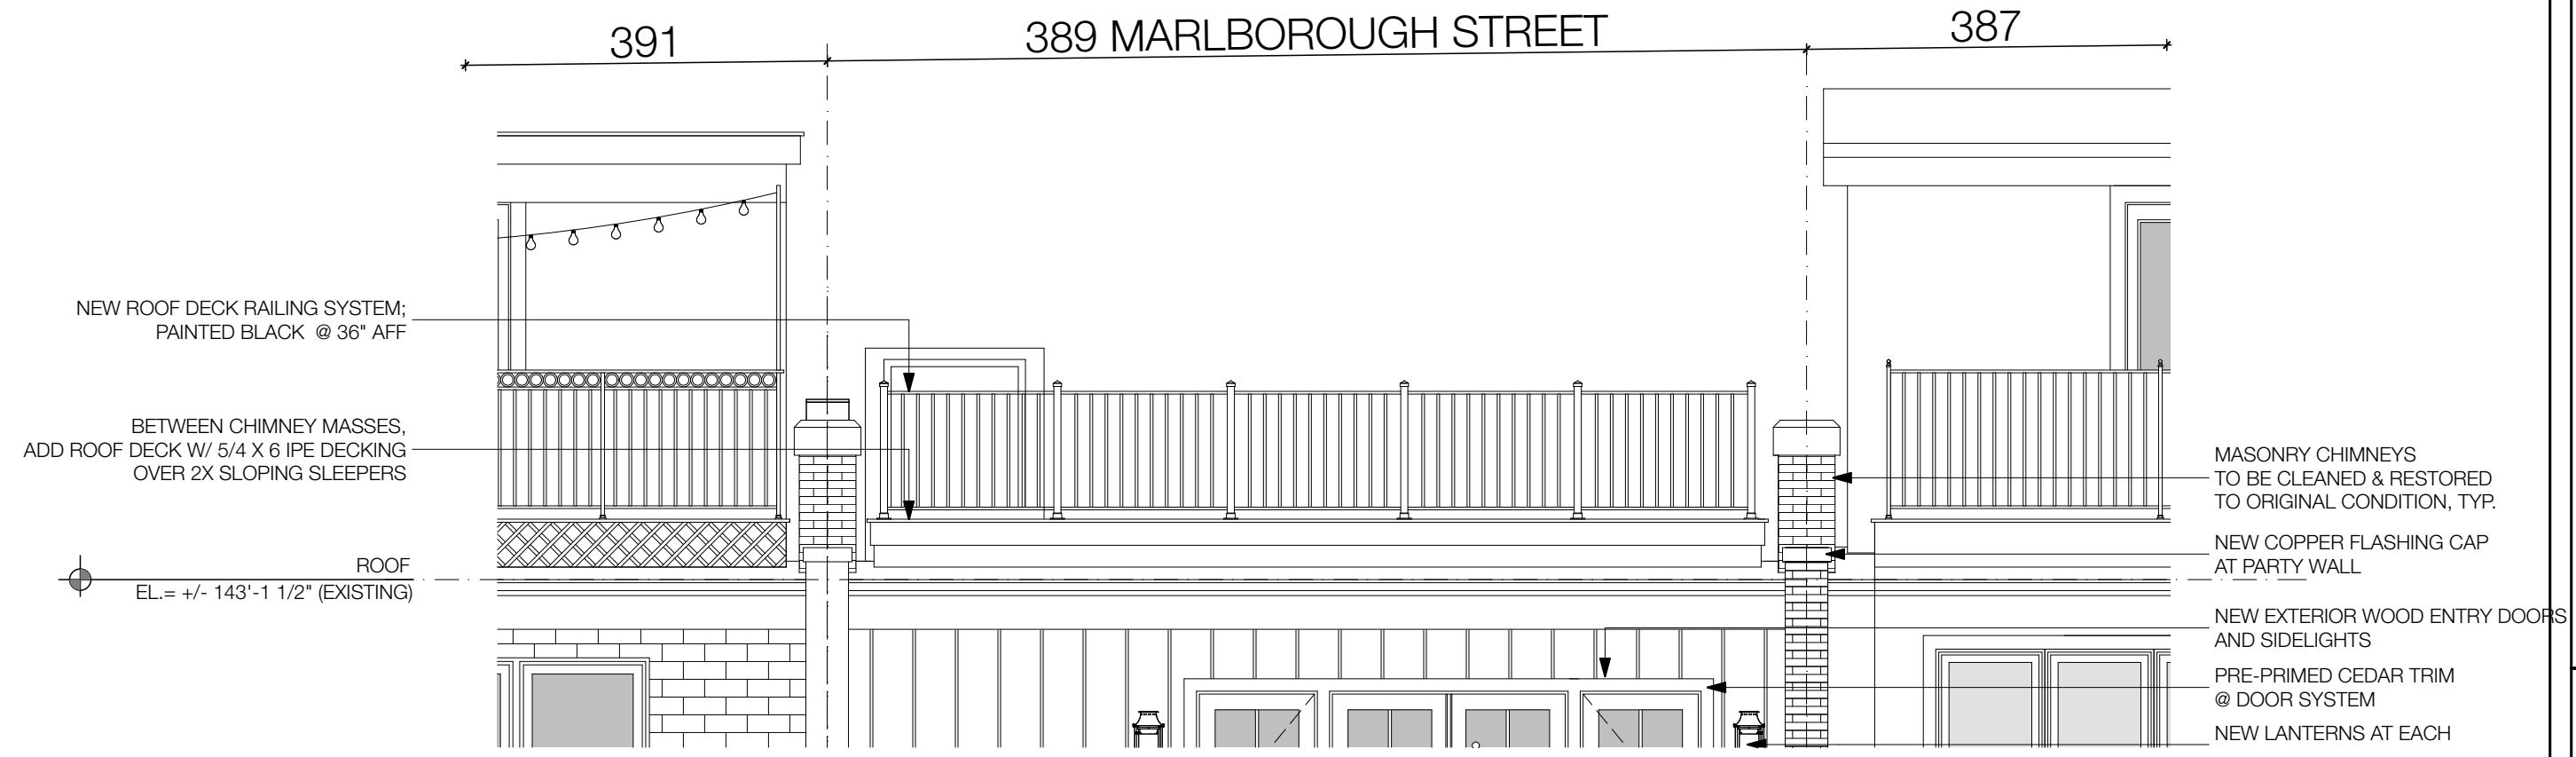 391
389 MARLBOROUGH STREET
387
NEW ROOF DECK RAILING SYSTEM;
PAINTED BLACK @ 36" AFF
BETWEEN CHIMNEY MASSES,
ADD ROOF DECK W/ 5/4 X 6 IPE DECKING
OVER 2X SLOPING SLEEPERS
ROOF
EL.= +/- 143'-1 1/2" (EXISTING)
MASONRY CHIMNEYS
TO BE CLEANED & RESTORED
TO ORIGINAL CONDITION, TYP.
NEW COPPER FLASHING CAP
AT PARTY WALL
NEW EXTERIOR WOOD ENTRY DOORS
AND SIDELIGHTS
PRE-PRIMED CEDAR TRIM
@ DOOR SYSTEM
NEW LANTERNS AT EACH